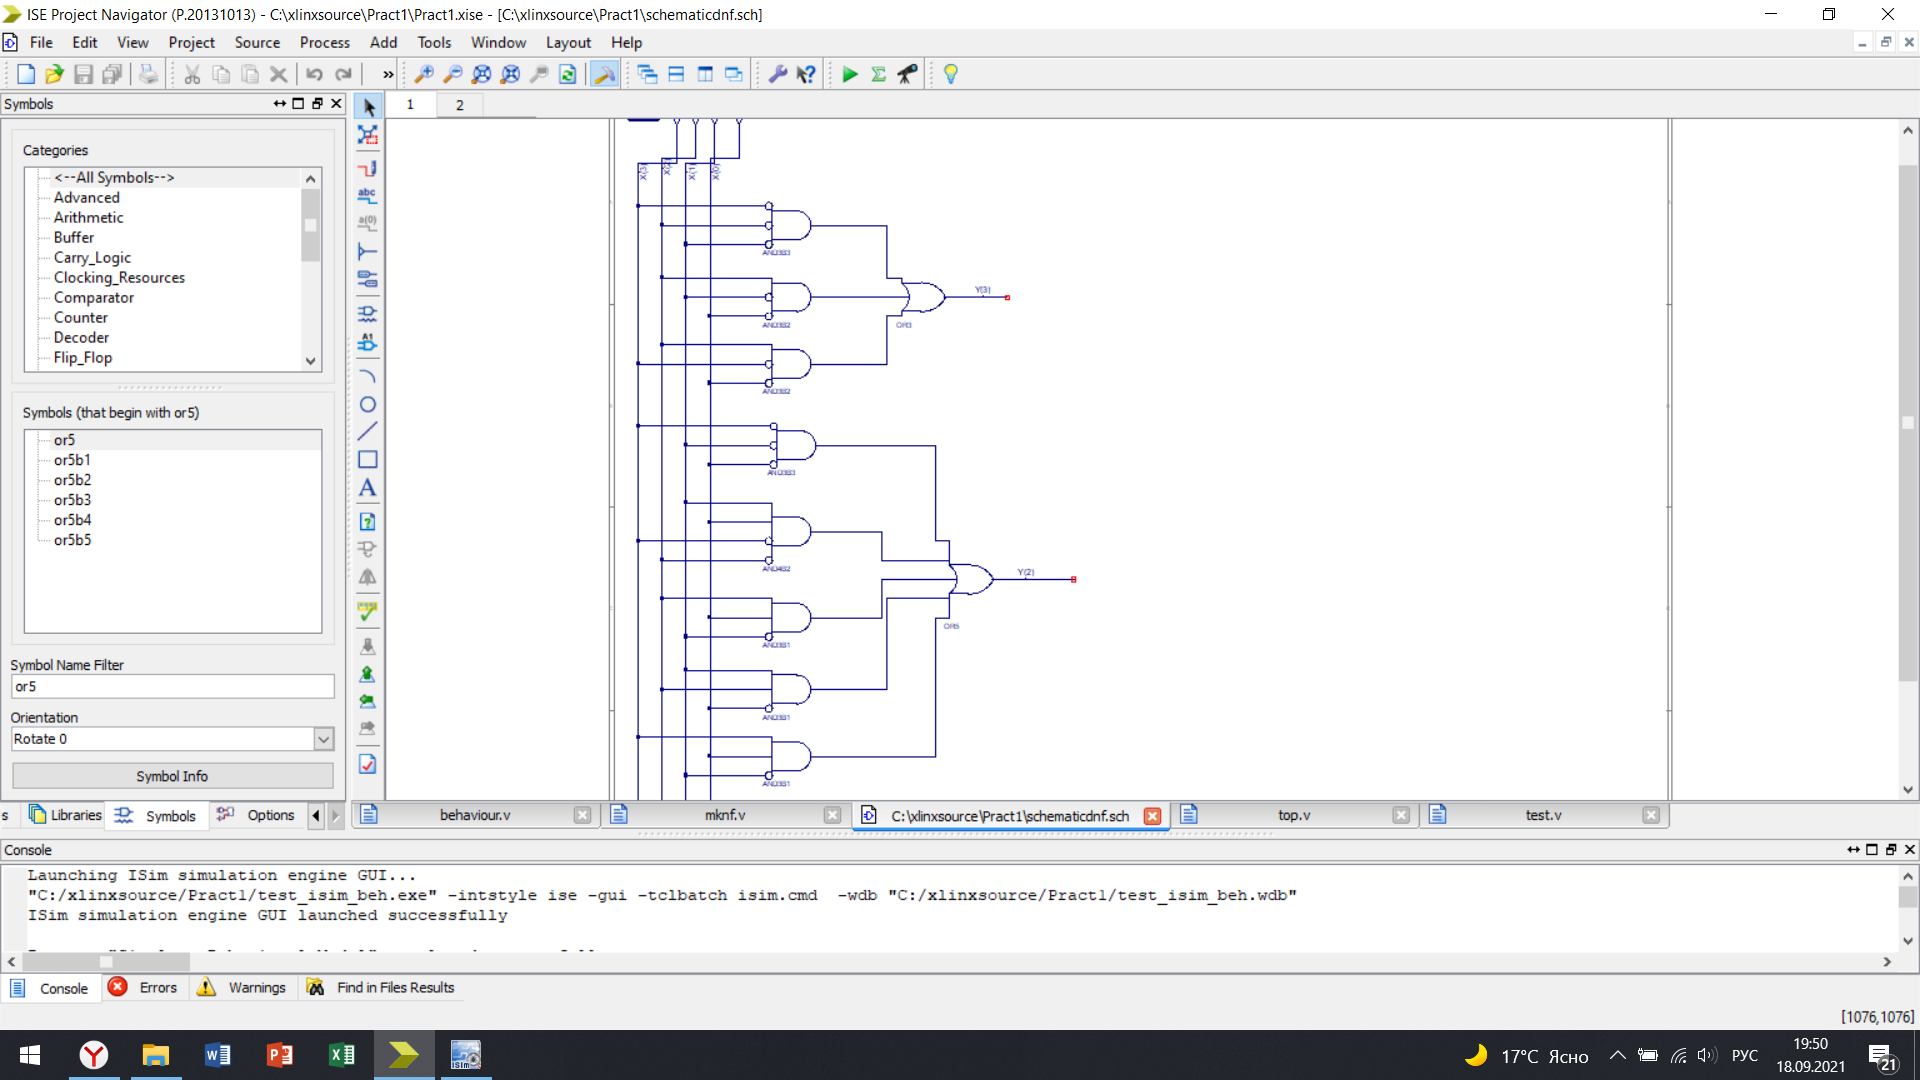 ISE Project Navigator (P.20131013) - C:\xlinxsource\Pract1\Pract1.xise - [C:\xlinxsource\Pract1\schematicdnf.sch]
File Edit View Project Source Process Add Tools Window Layout Help
»
Symbols
1 2
Categories
<--All Symbols-->
Advanced
Arithmetic
Buffer
Carry_Logic
Clocking_Resources
Comparator
Counter
Decoder
Flip_Flop
Symbols (that begin with or5)
or5
or5b1
or5b2
or5b3
or5b4
or5b5
Symbol Name Filter
or5
Orientation
Rotate 0
Symbol Info
s Libraries Symbols Options
abc
a(0)
A1
A
X(3) X(2) X(1) X(0)
AND3B3
AND3B2
AND3B2
OR3
Y(3)
AND3B3
AND4B2
AND3B1
AND3B1
AND3B1
OR5
Y(2)
behaviour.v mknf.v C:\xlinxsource\Pract1\schematicdnf.sch top.v test.v
Console
Launching ISim simulation engine GUI...
"C:/xlinxsource/Pract1/test_isim_beh.exe" -intstyle ise -gui -tclbatch isim.cmd -wdb "C:/xlinxsource/Pract1/test_isim_beh.wdb"
ISim simulation engine GUI launched successfully
Console Errors Warnings Find in Files Results
[1076,1076]
17°C Ясно
РУС
19:50
18.09.2021
21